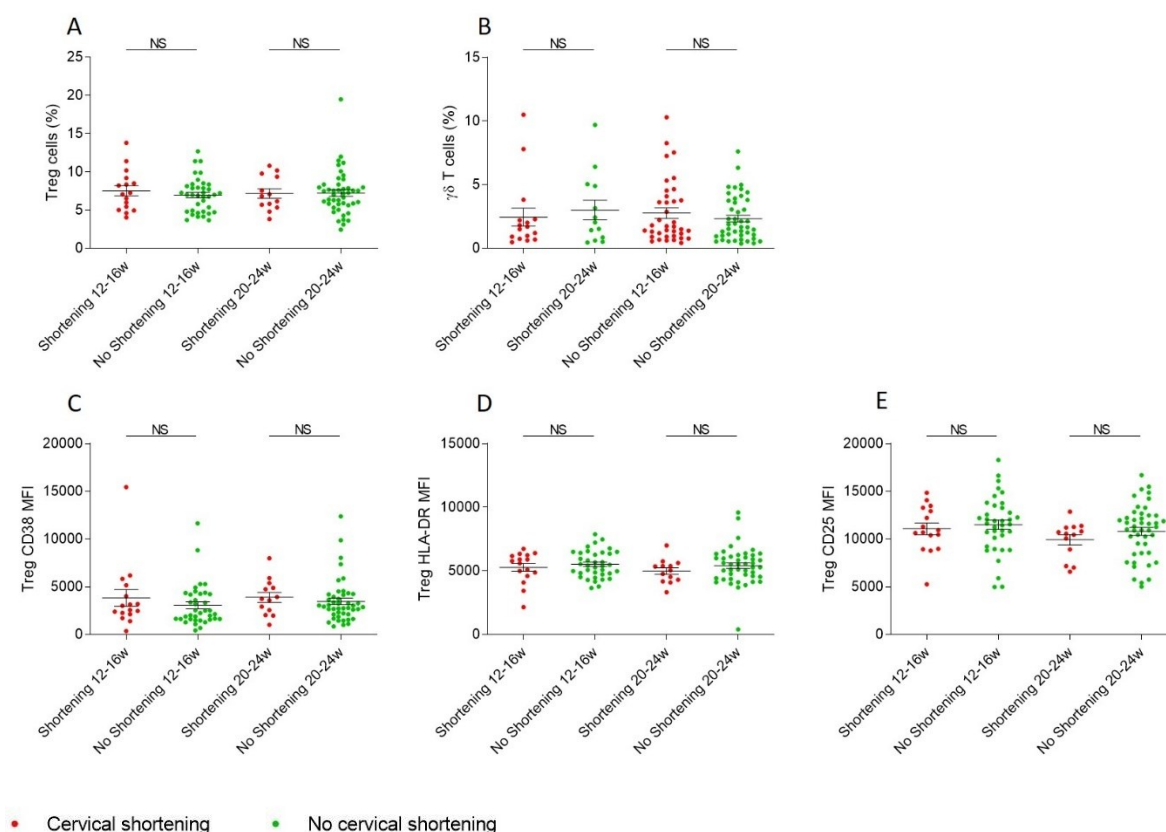 A
NS NS
Treg cells (%)
25
20
15
10
5
0
Shortening 12-16w
No Shortening 12-16w
Shortening 20-24w
No Shortening 20-24w
B
NS NS
γδ T cells (%)
15
10
5
0
Shortening 12-16w
Shortening 20-24w
No Shortening 12-16w
No Shortening 20-24w
C
NS NS
Treg CD38 MFI
20000
15000
10000
5000
0
Shortening 12-16w
No Shortening 12-16w
Shortening 20-24w
No Shortening 20-24w
D
NS NS
Treg HLA-DR MFI
15000
10000
5000
0
Shortening 12-16w
No Shortening 12-16w
Shortening 20-24w
No Shortening 20-24w
E
NS NS
Treg CD25 MFI
20000
15000
10000
5000
0
Shortening 12-16w
No Shortening 12-16w
Shortening 20-24w
No Shortening 20-24w
Cervical shortening
No cervical shortening